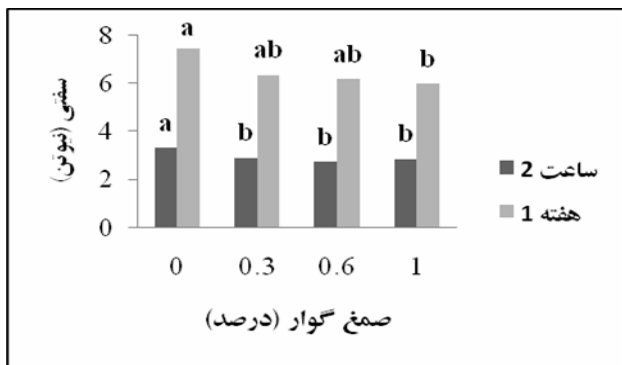 سفتی (نیوتن)
8
6
4
2
0
a
ab
ab
b
a
b
b
b
0 0.3 0.6 1
صمغ گوار (درصد)
2 ساعت
1 هفته